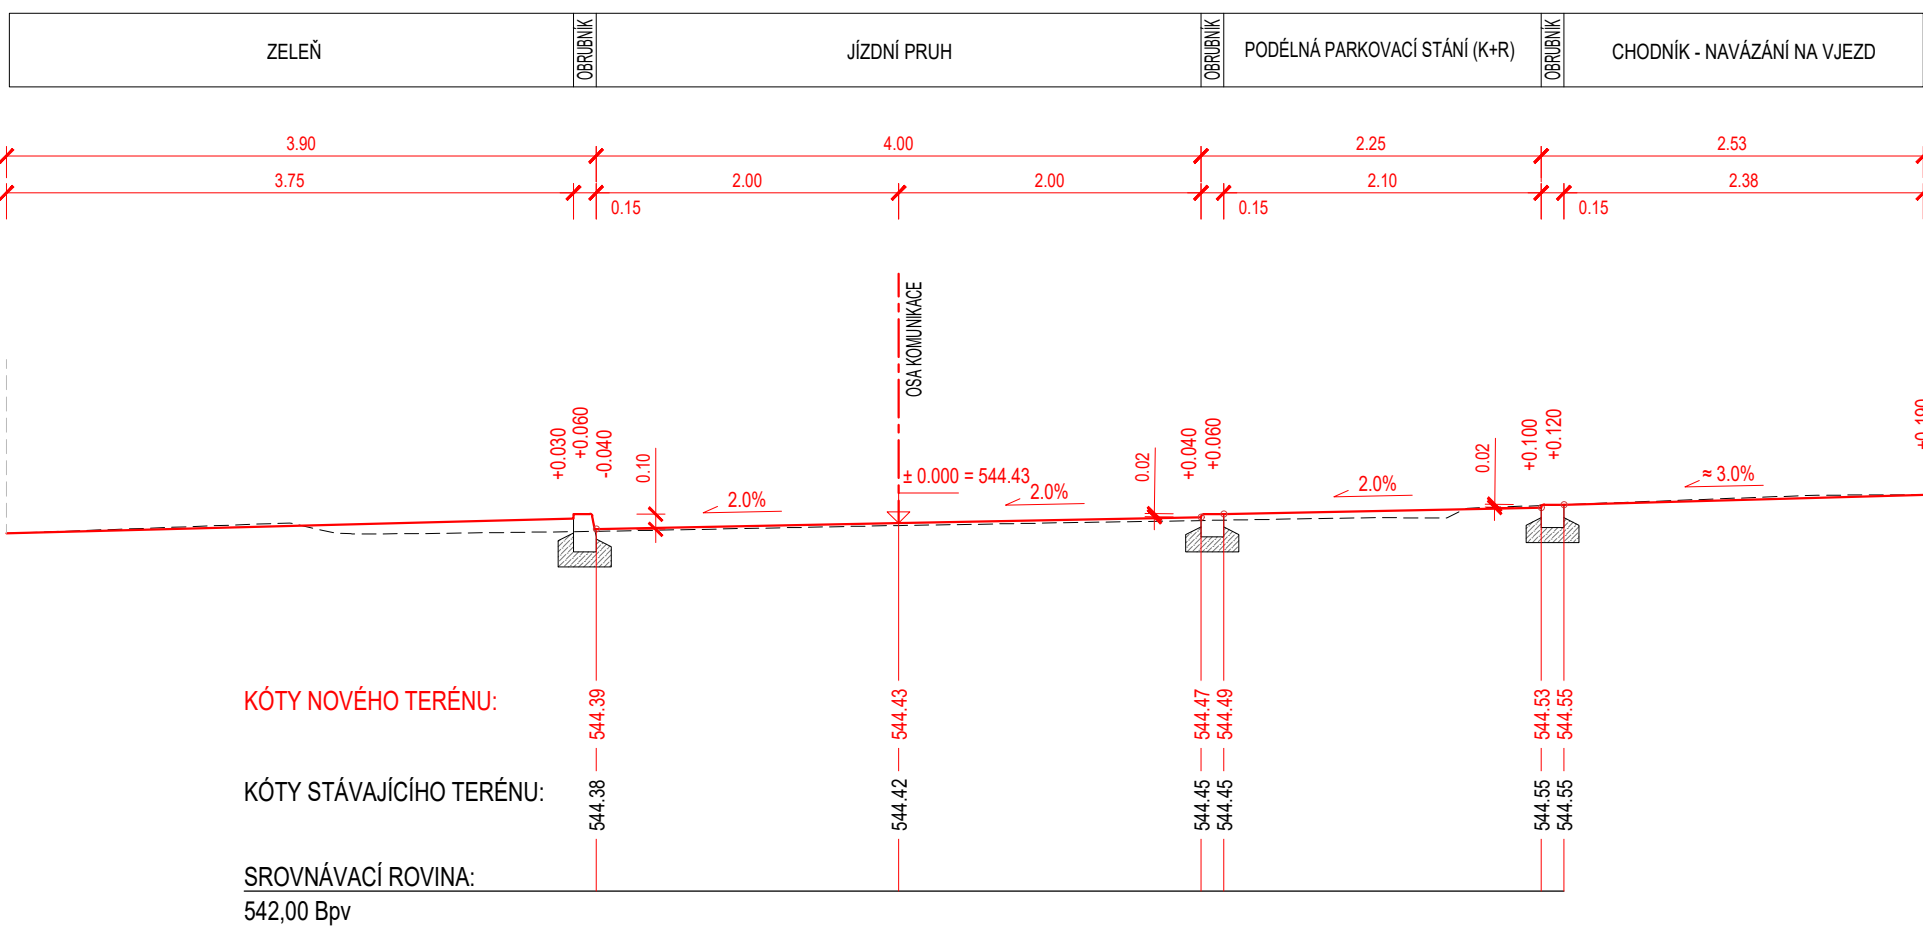 ZELEŇ
OBRUBNÍK
JÍZDNÍ PRUH
OBRUBNÍK
PODÉLNÁ PARKOVACÍ STÁNÍ (K+R)
OBRUBNÍK
CHODNÍK - NAVÁZÁNÍ NA VJEZD
3.90
4.00
2.25
2.53
3.75
2.00
2.00
2.10
2.38
0.15
0.15
0.15
OSA KOMUNIKACE
+0.030
+0.060
-0.040
0.10
2.0%
± 0.000 = 544.43
2.0%
0.02
+0.040
+0.060
2.0%
0.02
+0.100
+0.120
≈ 3.0%
KÓTY NOVÉHO TERÉNU:
544.39
544.43
544.47
544.49
544.53
544.55
KÓTY STÁVAJÍCÍHO TERÉNU:
544.38
544.42
544.45
544.45
544.55
544.55
SROVNÁVACÍ ROVINA:
542,00 Bpv